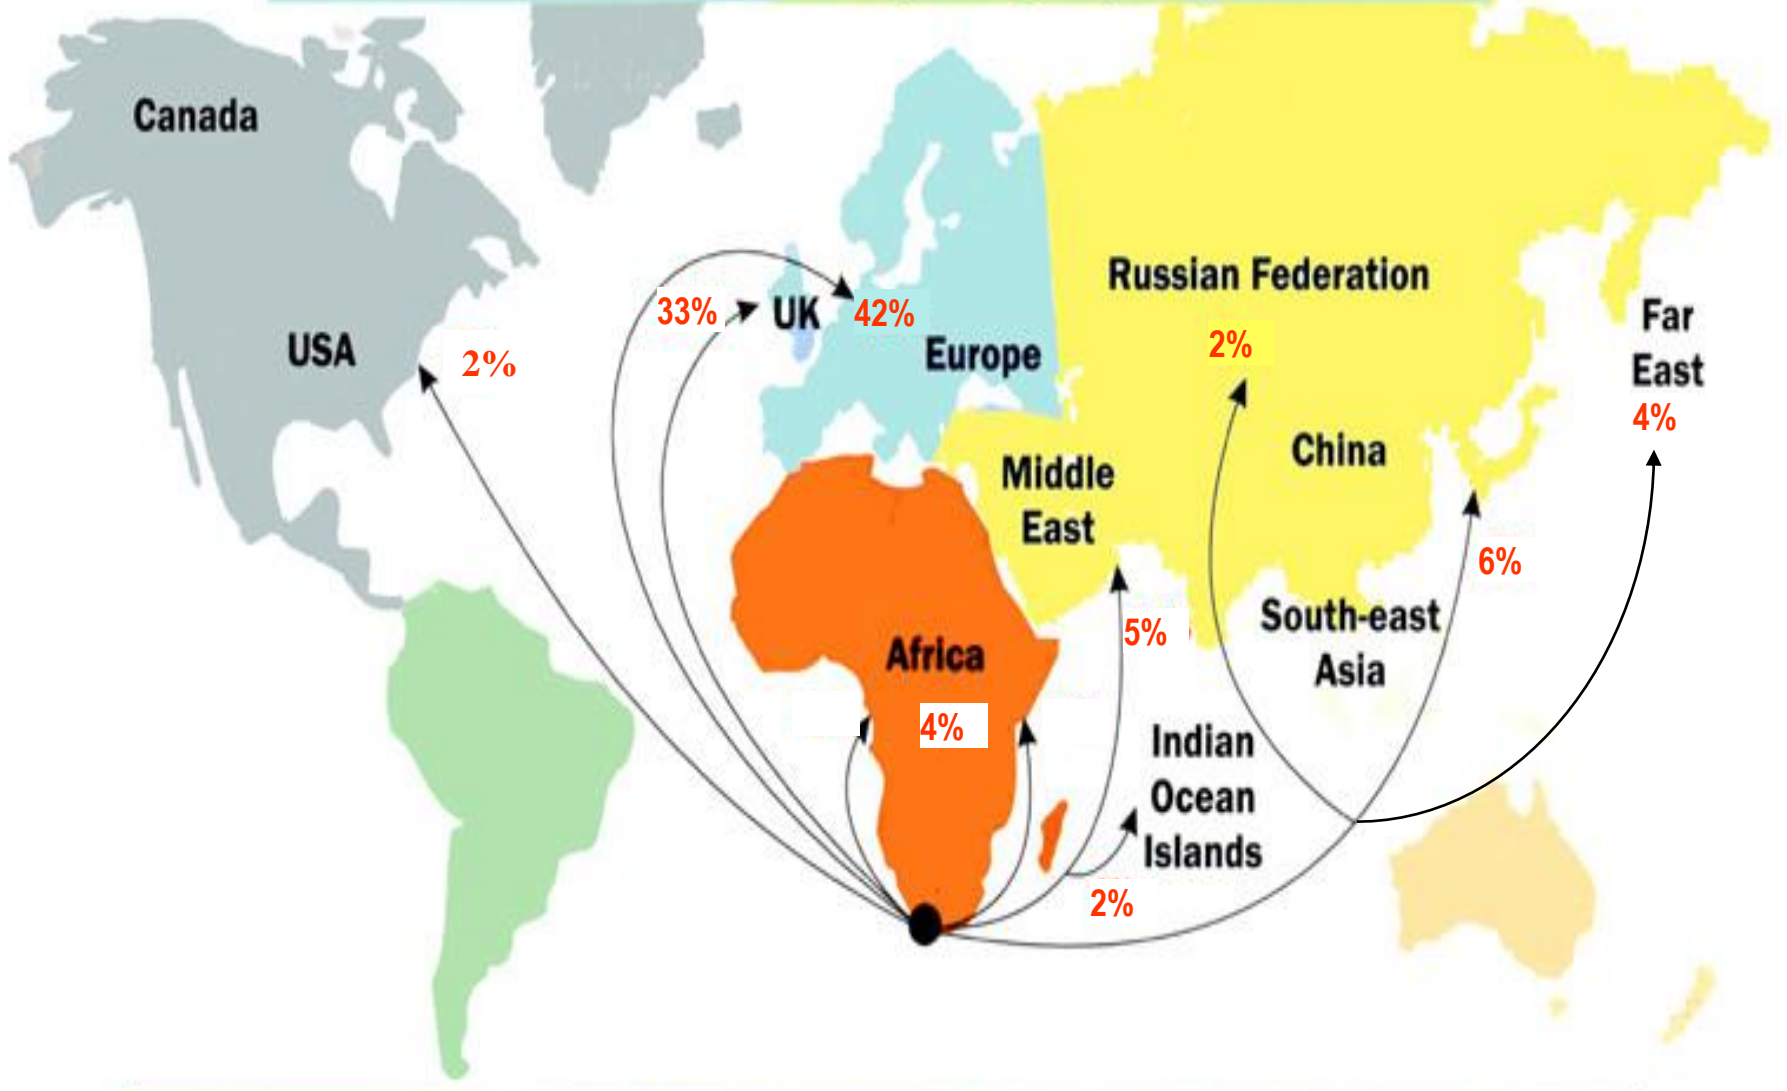 Canada
USA
2%
33%
UK
42%
Europe
Russian Federation
2%
China
Far
East
4%
Middle
East
5%
6%
South-east
Asia
Africa
4%
Indian
Ocean
Islands
2%